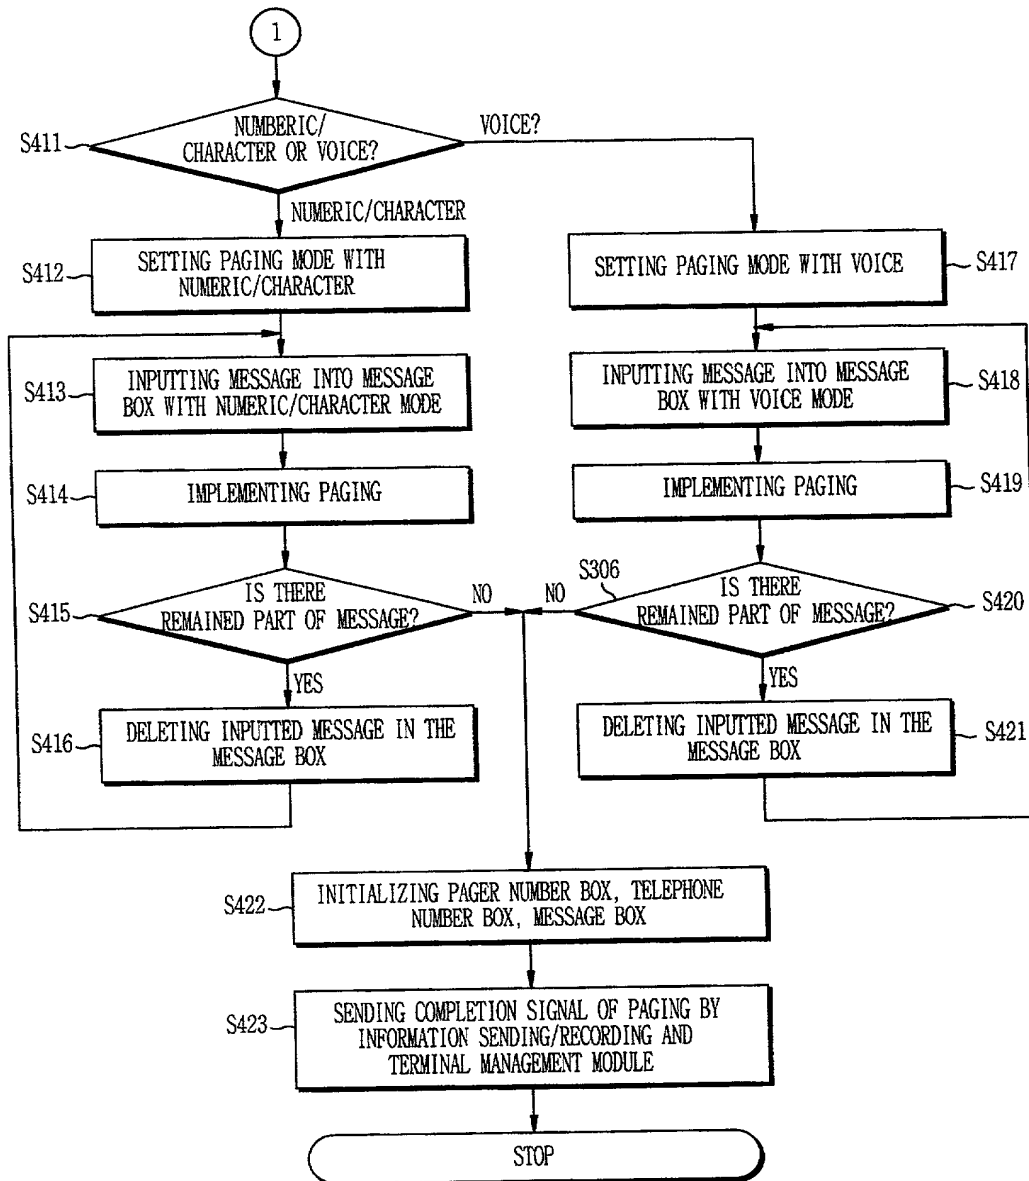 1
S411
NUMBERIC/
CHARACTER OR VOICE?
VOICE?
NUMERIC/CHARACTER
S412
SETTING PAGING MODE WITH
NUMERIC/CHARACTER
SETTING PAGING MODE WITH VOICE
S417
S413
INPUTTING MESSAGE INTO MESSAGE
BOX WITH NUMERIC/CHARACTER MODE
INPUTTING MESSAGE INTO MESSAGE
BOX WITH VOICE MODE
S418
S414
IMPLEMENTING PAGING
IMPLEMENTING PAGING
S419
S415
IS THERE
REMAINED PART OF MESSAGE?
NO
NO
S306
IS THERE
REMAINED PART OF MESSAGE?
S420
YES
YES
S416
DELETING INPUTTED MESSAGE IN THE
MESSAGE BOX
DELETING INPUTTED MESSAGE IN THE
MESSAGE BOX
S421
S422
INITIALIZING PAGER NUMBER BOX, TELEPHONE
NUMBER BOX, MESSAGE BOX
S423
SENDING COMPLETION SIGNAL OF PAGING BY
INFORMATION SENDING/RECORDING AND
TERMINAL MANAGEMENT MODULE
STOP